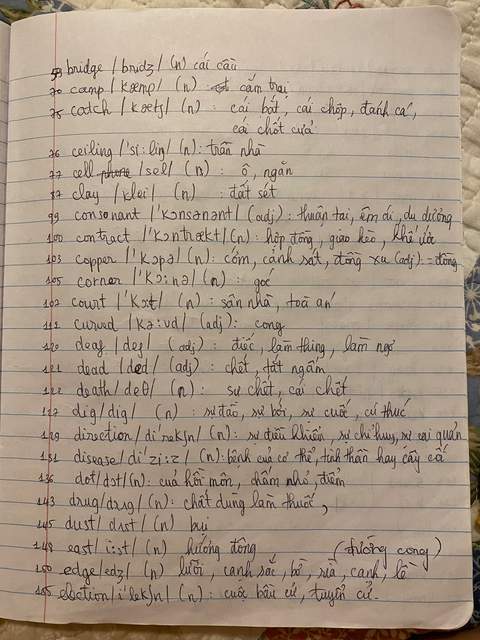 59 bridge /bridʒ/ (n) cái cầu
70 camp /kæmp/ (n) cắm trại
75 catch /kætʃ/ (n) : cái bắt, cái chộp, đánh cá,
cái chốt cửa
76 ceiling /'si:liŋ/ (n): trần nhà
77 cell /sel/ (n) : ô, ngăn
87 clay /klei/ (n) : đất sét
99 consonant /'kɔnsənənt/ (adj): thuận tai, êm dịu, du dương
100 contract /'kɔntrækt/ (n): hợp đồng, giao kèo, khế ước
103 copper /'kɔpə/ (n): cớm, cảnh sát, đồng xu (adj): = đồng
105 corner /'kɔ:nə/ (n) : góc
107 court /'kɔ:t/ (n) : sân nhà, toà án
111 curved /kə:vd/ (adj): cong
120 deaf /def/ (adj) : điếc, làm thinh, làm ngơ
121 dead /ded/ (adj) : chết, tắt ngấm
122 death /deθ/ (n) : sự chết, cái chết
127 dig /dig/ (n) : sự đào, sự bới, sự cuốc, cú thúc
129 direction /di'rekʃn/ (n): sự điều khiển, sự chỉ huy, sự cai quản
131 disease /di'zi:z/ (n): bệnh của cơ thể, tinh thần hay cây cối
136 dot /dɔt/ (n): của hồi môn, chấm nhỏ, điểm
143 drug /drʌg/ (n): chất dùng làm thuốc,
145 dust /dʌst/ (n) bụi
148 east /i:st/ (n) hướng đông (đường cong)
150 edge /edʒ/ (n) lưỡi, cạnh sắc, bờ, rìa, cạnh, lề
155 election /i'lekʃn/ (n): cuộc bầu cử, tuyển cử.